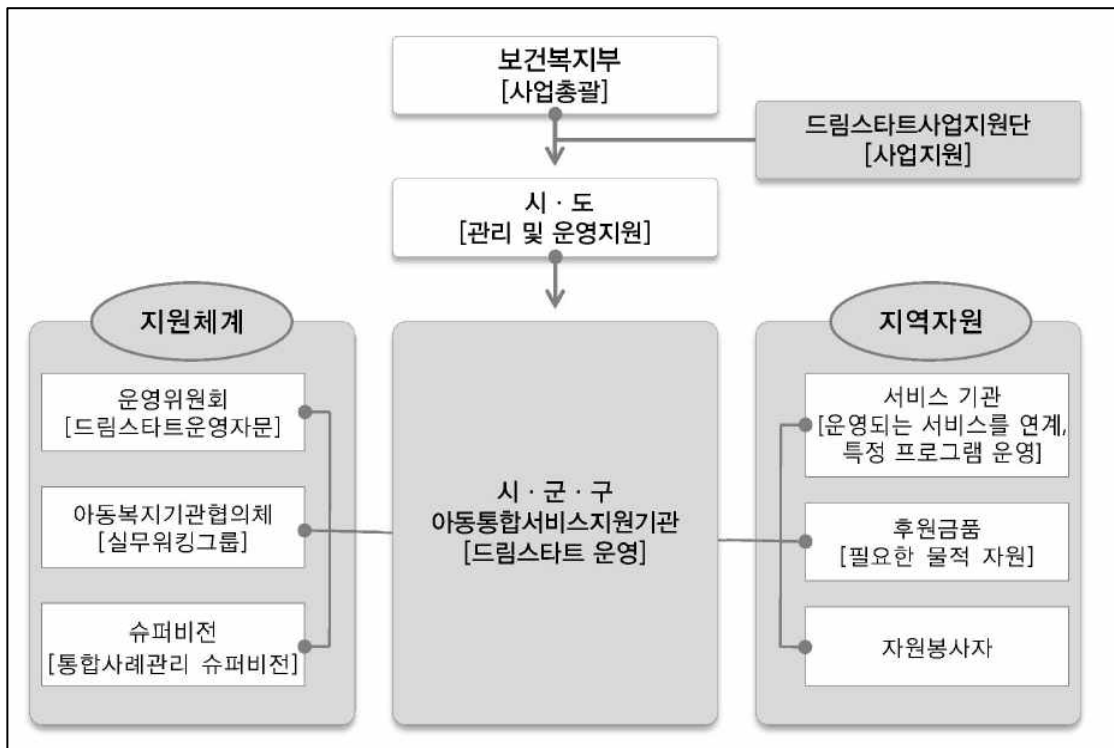 보건복지부
[사업총괄]
드림스타트사업지원단
[사업지원]
시 · 도
[관리 및 운영지원]
지원체계
운영위원회
[드림스타트운영자문]
아동복지기관협의체
[실무워킹그룹]
슈퍼비전
[통합사례관리 슈퍼비전]
시 · 군 · 구
아동통합서비스지원기관
[드림스타트 운영]
지역자원
서비스 기관
[운영되는 서비스를 연계,
특정 프로그램 운영]
후원금품
[필요한 물적 자원]
자원봉사자